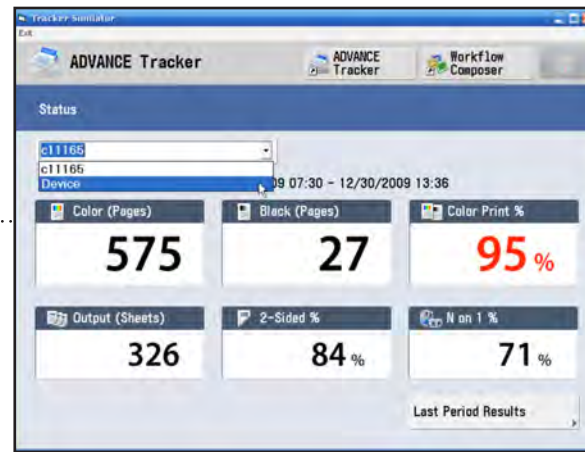 Tracker Simulator
Exit
ADVANCE Tracker
ADVANCE Tracker
Workflow Composer
Status
c11165
c11165
Device
09 07:30 - 12/30/2009 13:36
Color (Pages)
Black (Pages)
Color Print %
575
27
95 %
Output (Sheets)
2-Sided %
N on 1 %
326
84 %
71 %
Last Period Results